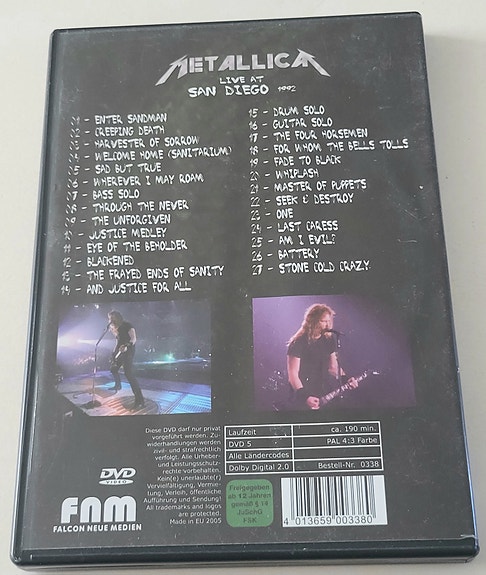 METALLICA
LIVE AT
SAN DIEGO 1992
01 - ENTER SANDMAN
02 - CREEPING DEATH
03 - HARVESTER OF SORROW
04 - WELCOME HOME (SANITARIUM)
05 - SAD BUT TRUE
06 - WHEREVER I MAY ROAM
07 - BASS SOLO
08 - THROUGH THE NEVER
09 - THE UNFORGIVEN
10 - JUSTICE MEDLEY
11 - EYE OF THE BEHOLDER
12 - BLACKENED
13 - THE FRAYED ENDS OF SANITY
14 - AND JUSTICE FOR ALL
15 - DRUM SOLO
16 - GUITAR SOLO
17 - THE FOUR HORSEMEN
18 - FOR WHOM THE BELLS TOLLS
19 - FADE TO BLACK
20 - WHIPLASH
21 - MASTER OF PUPPETS
22 - SEEK & DESTROY
23 - ONE
24 - LAST CARESS
25 - AM I EVIL?
26 - BATTERY
27 - STONE COLD CRAZY
DVD
VIDEO
FNM
FALCON NEUE MEDIEN
Diese DVD darf nur privat
vorgeführt werden. Zu-
widerhandlungen werden
zivil- und strafrechtlich
verfolgt. Alle Urheber-
und Leistungsschutz-
rechte vorbehalten.
Kein(e) unerlaubte(r)
Vervielfältigung, Vermie-
tung, Verleih, öffentliche
Aufführung und Sendung!
All trademarks and logos
are protected.
Made in EU 2005
Laufzeit ca. 190 min.
DVD 5 PAL 4:3 Farbe
Alle Ländercodes
Dolby Digital 2.0 Bestell-Nr. 0338
Freigegeben
ab 12 Jahren
gemäß § 14
JuSchG
FSK
4 013659 003380